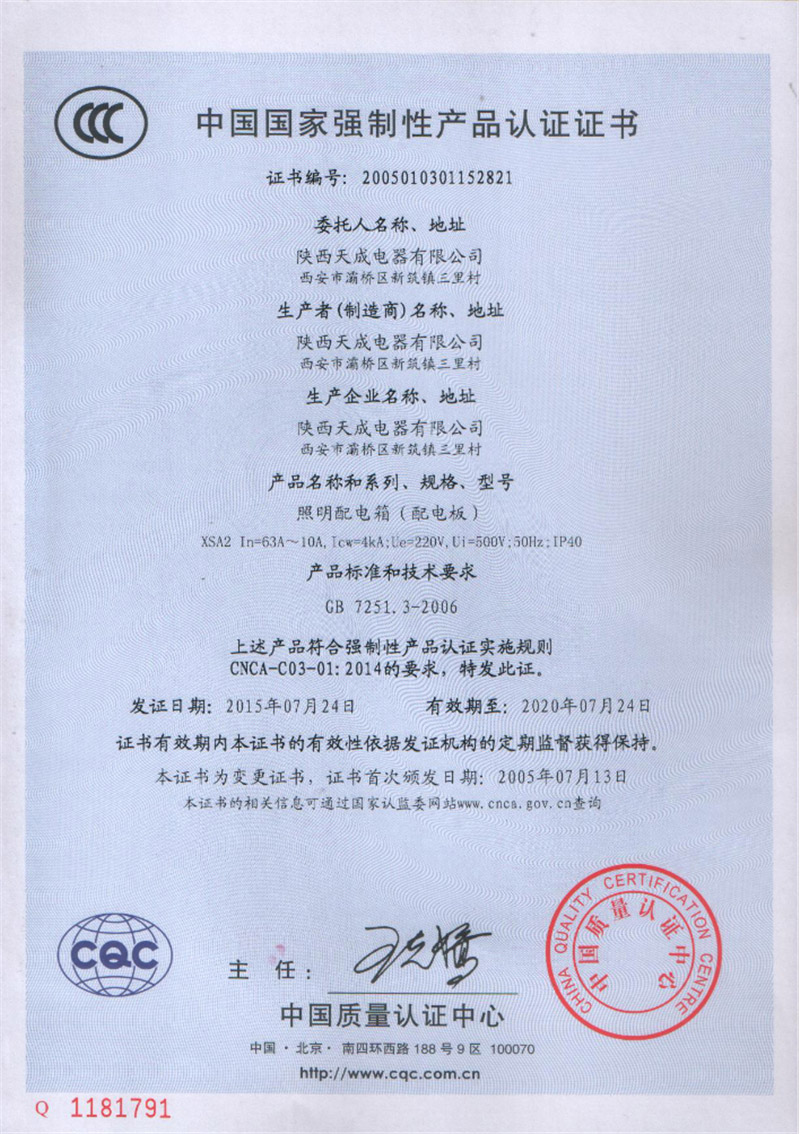 CCC
中国国家强制性产品认证证书
证书编号: 2005010301152821
委托人名称、地址
陕西天成电器有限公司
西安市灞桥区新筑镇三里村
生产者(制造商)名称、地址
陕西天成电器有限公司
西安市灞桥区新筑镇三里村
生产企业名称、地址
陕西天成电器有限公司
西安市灞桥区新筑镇三里村
产品名称和系列、规格、型号
照明配电箱(配电板)
XSA2 In=63A～10A,Icw=4kA;Ue=220V,Ui=500V;50Hz;IP40
产品标准和技术要求
GB 7251.3-2006
上述产品符合强制性产品认证实施规则
CNCA-C03-01:2014的要求，特发此证。
发证日期: 2015年07月24日 有效期至: 2020年07月24日
证书有效期内本证书的有效性依据发证机构的定期监督获得保持。
本证书为变更证书，证书首次颁发日期: 2005年07月13日
本证书的相关信息可通过国家认监委网站www.cnca.gov.cn查询
CQC
主 任:
CHINA QUALITY CERTIFICATION CENTRE
中国质量认证中心
中国质量认证中心
中国·北京·南四环西路188号9区 100070
http://www.cqc.com.cn
Q 1181791